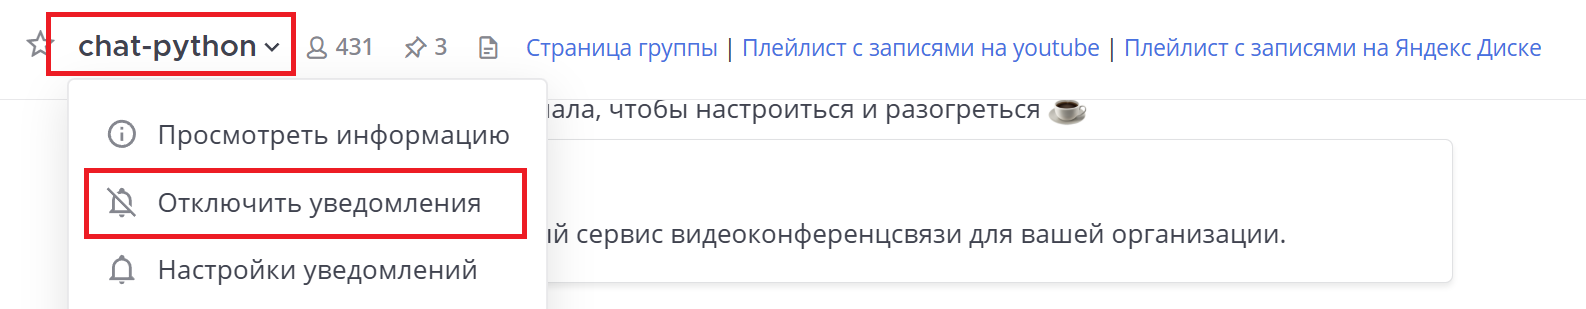 chat-python 431 3 Страница группы | Плейлист с записями на youtube | Плейлист с записями на Яндекс Диске
чтобы настроиться и разогреться
Просмотреть информацию
Отключить уведомления
сервис видеоконференцсвязи для вашей организации.
Настройки уведомлений